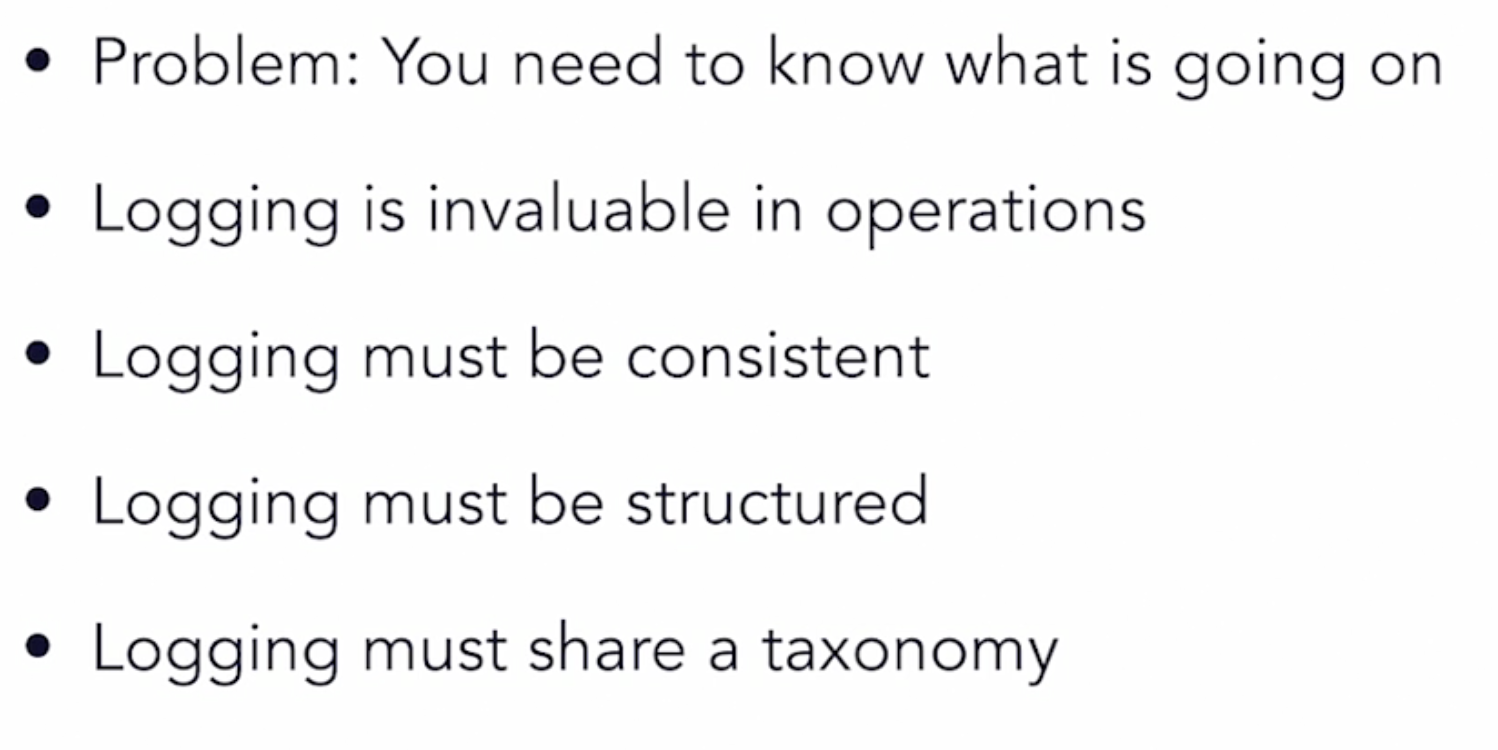 • Problem: You need to know what is going on
• Logging is invaluable in operations
• Logging must be consistent
• Logging must be structured
• Logging must share a taxonomy